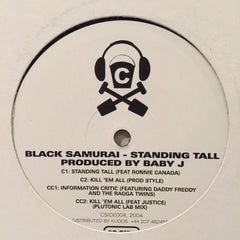 C
BLACK SAMURAI - STANDING TALL
PRODUCED BY BABY J
C1: STANDING TALL (FEAT RONNIE CANADA)
C2: KILL 'EM ALL (PROD STYLE)
CC1: INFORMATION CRITIC (FEATURING DADDY FREDDY
AND THE RAGGA TWINS)
CC2: KILL 'EM ALL (FEAT JUSTICE)
(PLUTONIC LAB MIX)
2004
DISTRIBUTED BY KUDOS: +44 207